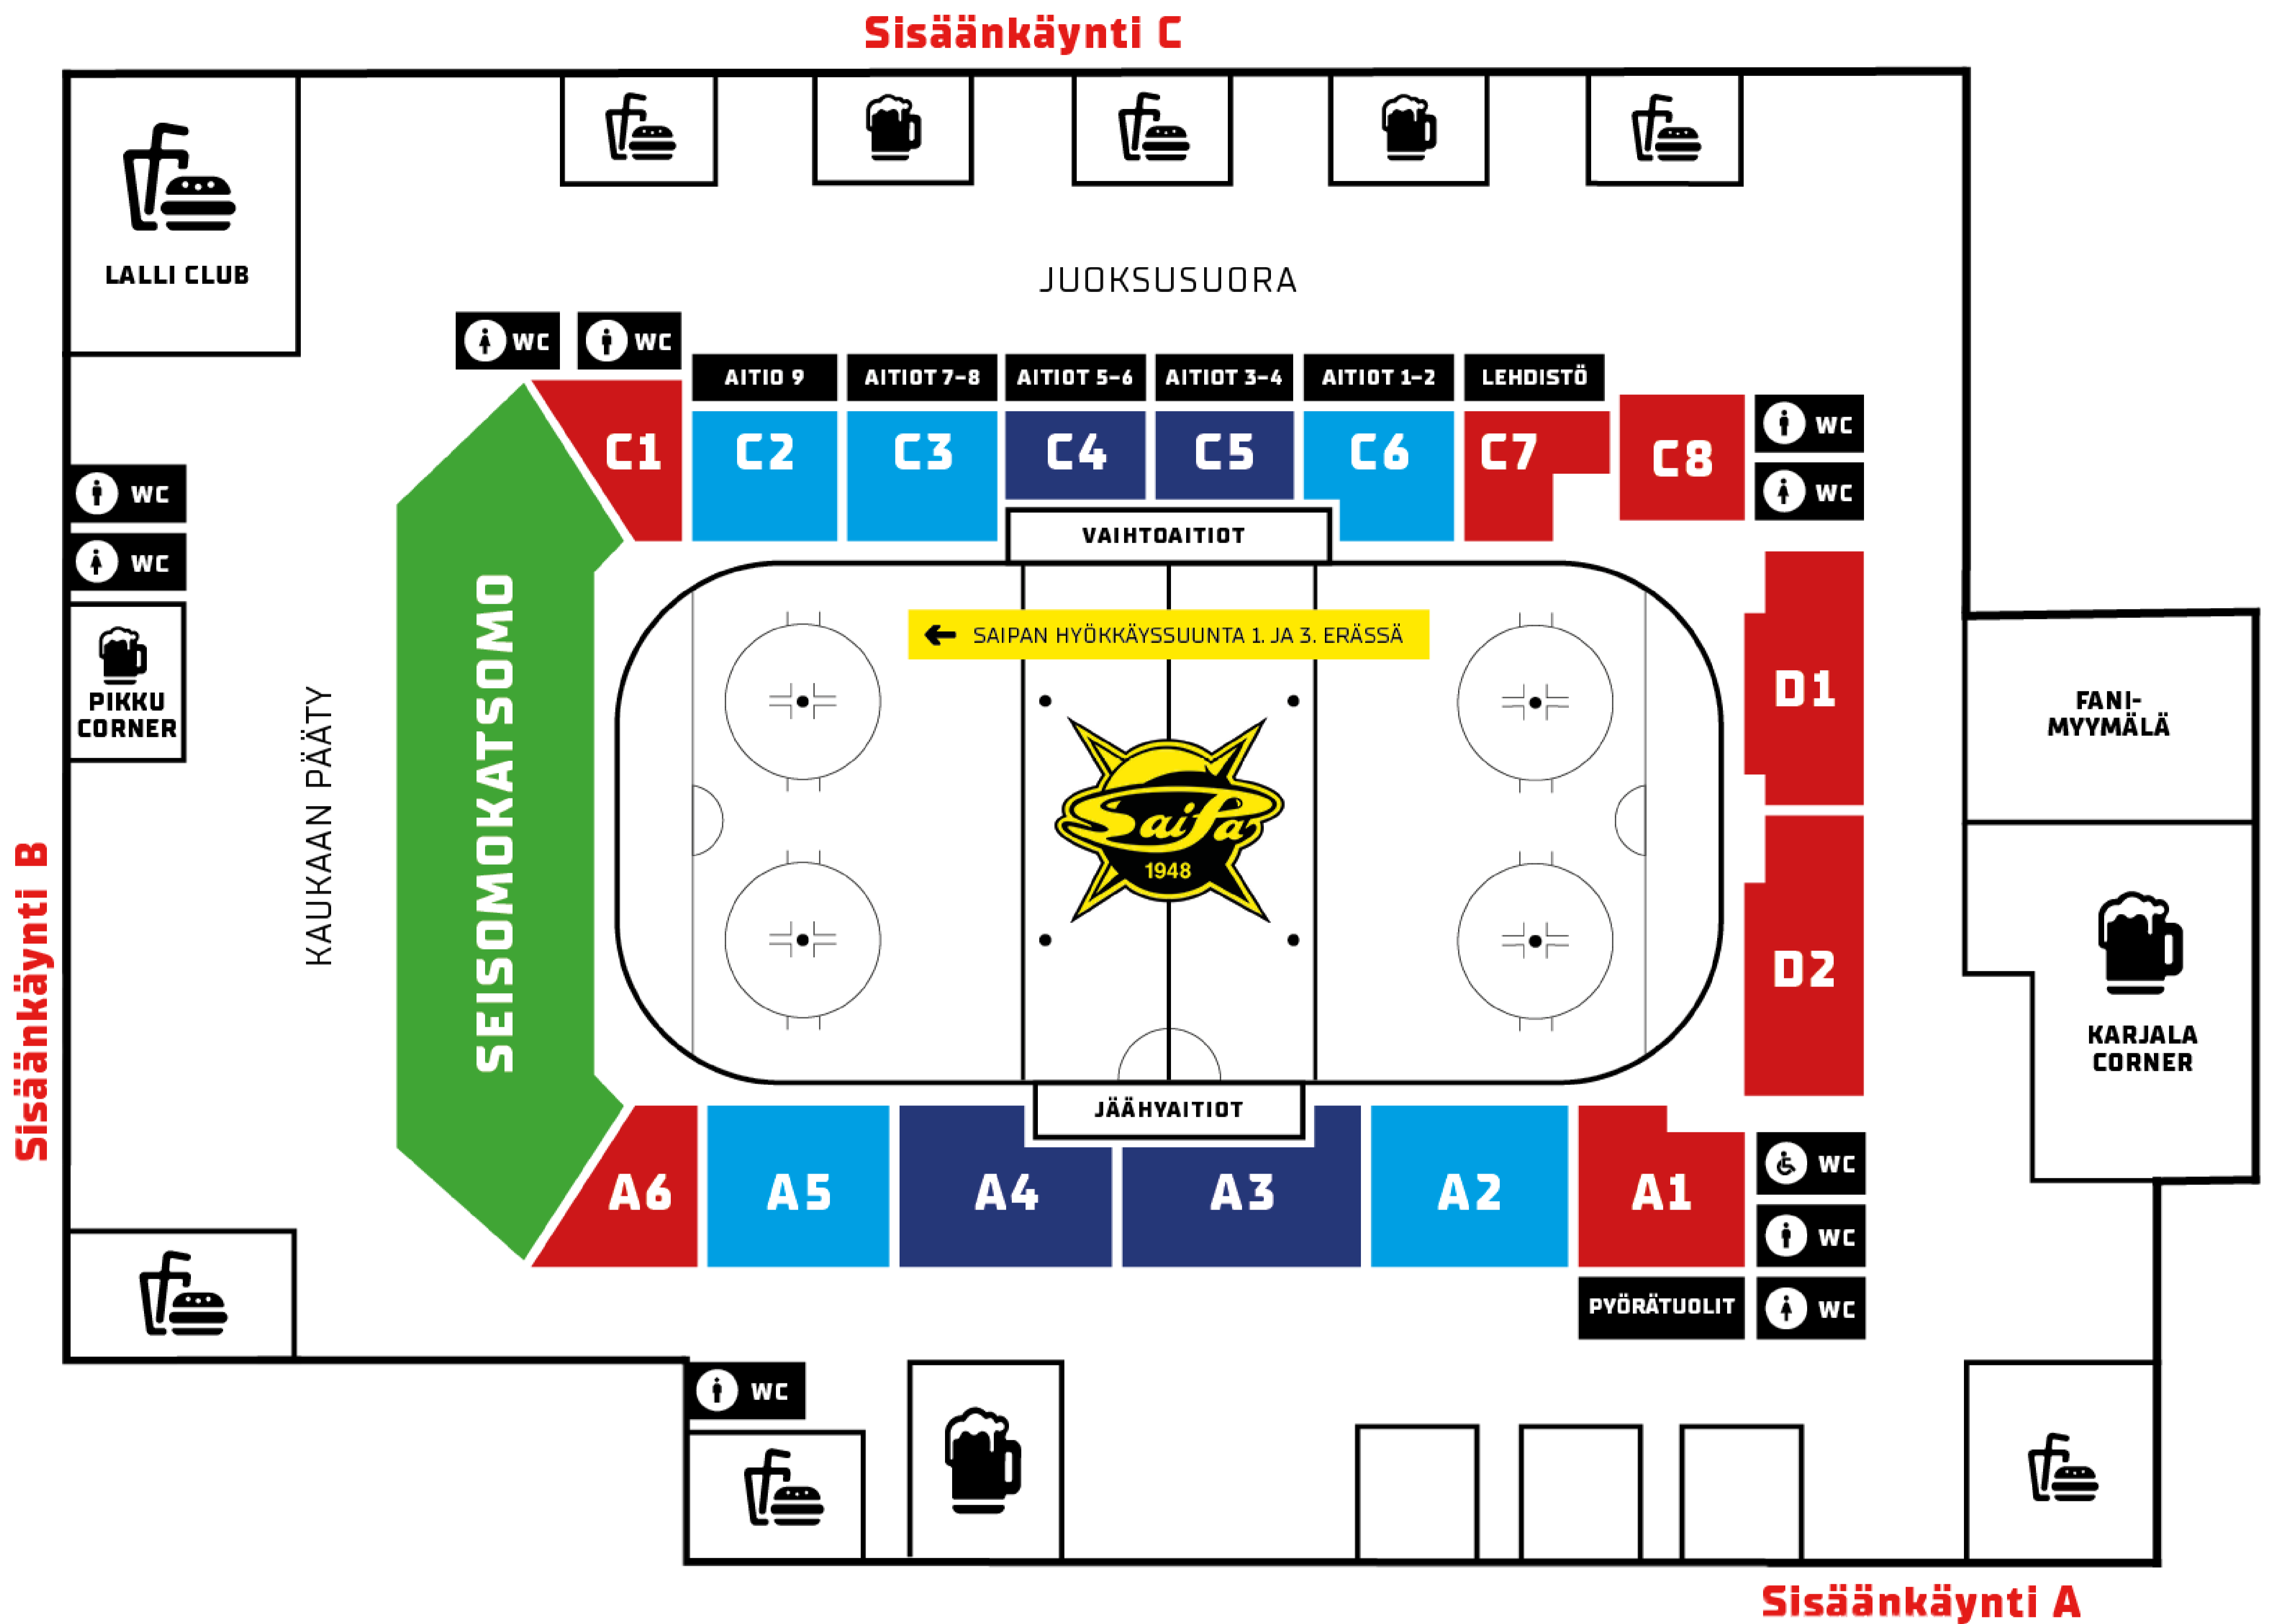 Sisäänkäynti C
LALLI CLUB
JUOKSUSUORA
WC
WC
AITIO 9
AITIOT 7–8
AITIOT 5–6
AITIOT 3–4
AITIOT 1–2
LEHDISTÖ
C1
C2
C3
C4
C5
C6
C7
C8
WC
WC
WC
WC
VAIHTOAITIOT
SAIPAN HYÖKKÄYSSUUNTA 1. JA 3. ERÄSSÄ
PIKKU
CORNER
KAUKAAN PÄÄTY
SEISOMOKATSOMO
Sisäänkäynti B
SaiPa
1948
D1
D2
FANI-
MYYMÄLÄ
KARJALA
CORNER
JÄÄHYAITIOT
A6
A5
A4
A3
A2
A1
WC
WC
PYÖRÄTUOLIT
WC
WC
Sisäänkäynti A